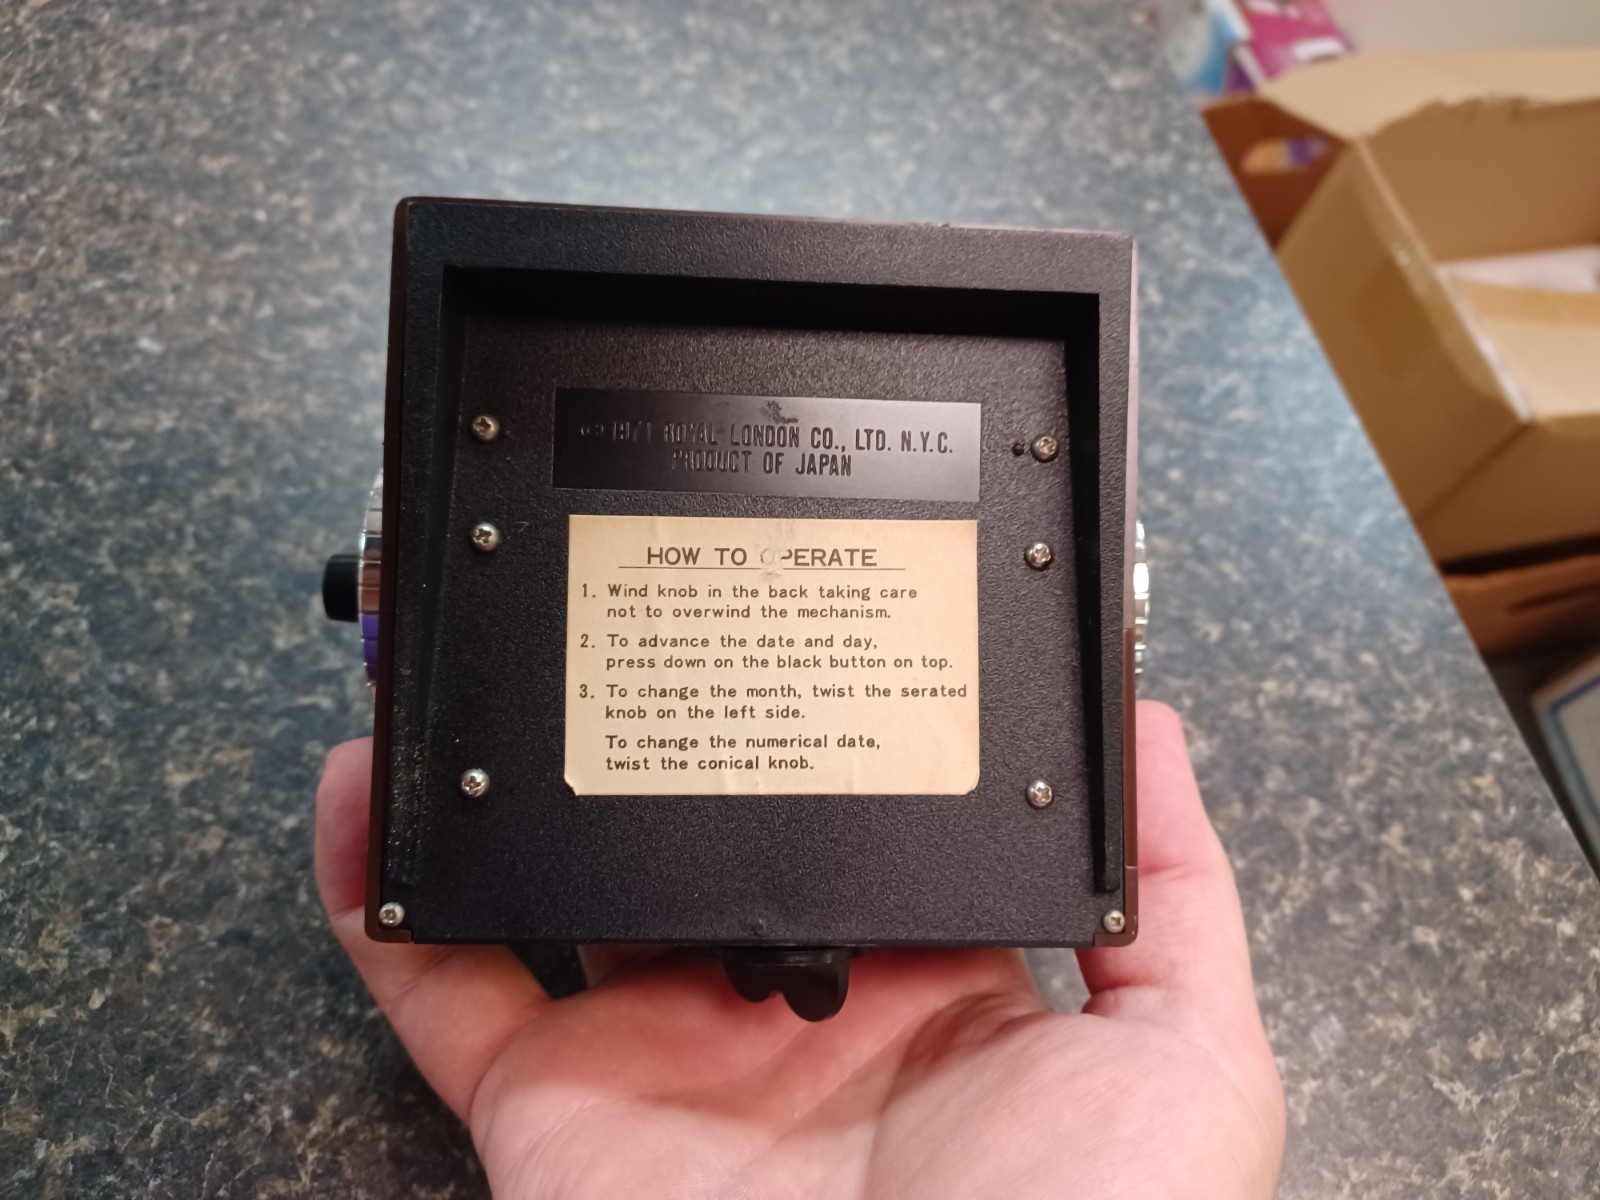 (c) 1971 ROYAL LONDON CO., LTD. N.Y.C.
PRODUCT OF JAPAN
HOW TO OPERATE
1. Wind knob in the back taking care
not to overwind the mechanism.
2. To advance the date and day,
press down on the black button on top.
3. To change the month, twist the serated
knob on the left side.
To change the numerical date,
twist the conical knob.